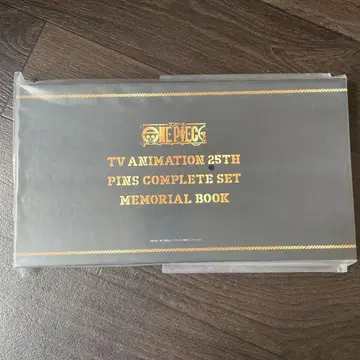 ONE PIECE
TV ANIMATION 25TH
PINS COMPLETE SET
MEMORIAL BOOK